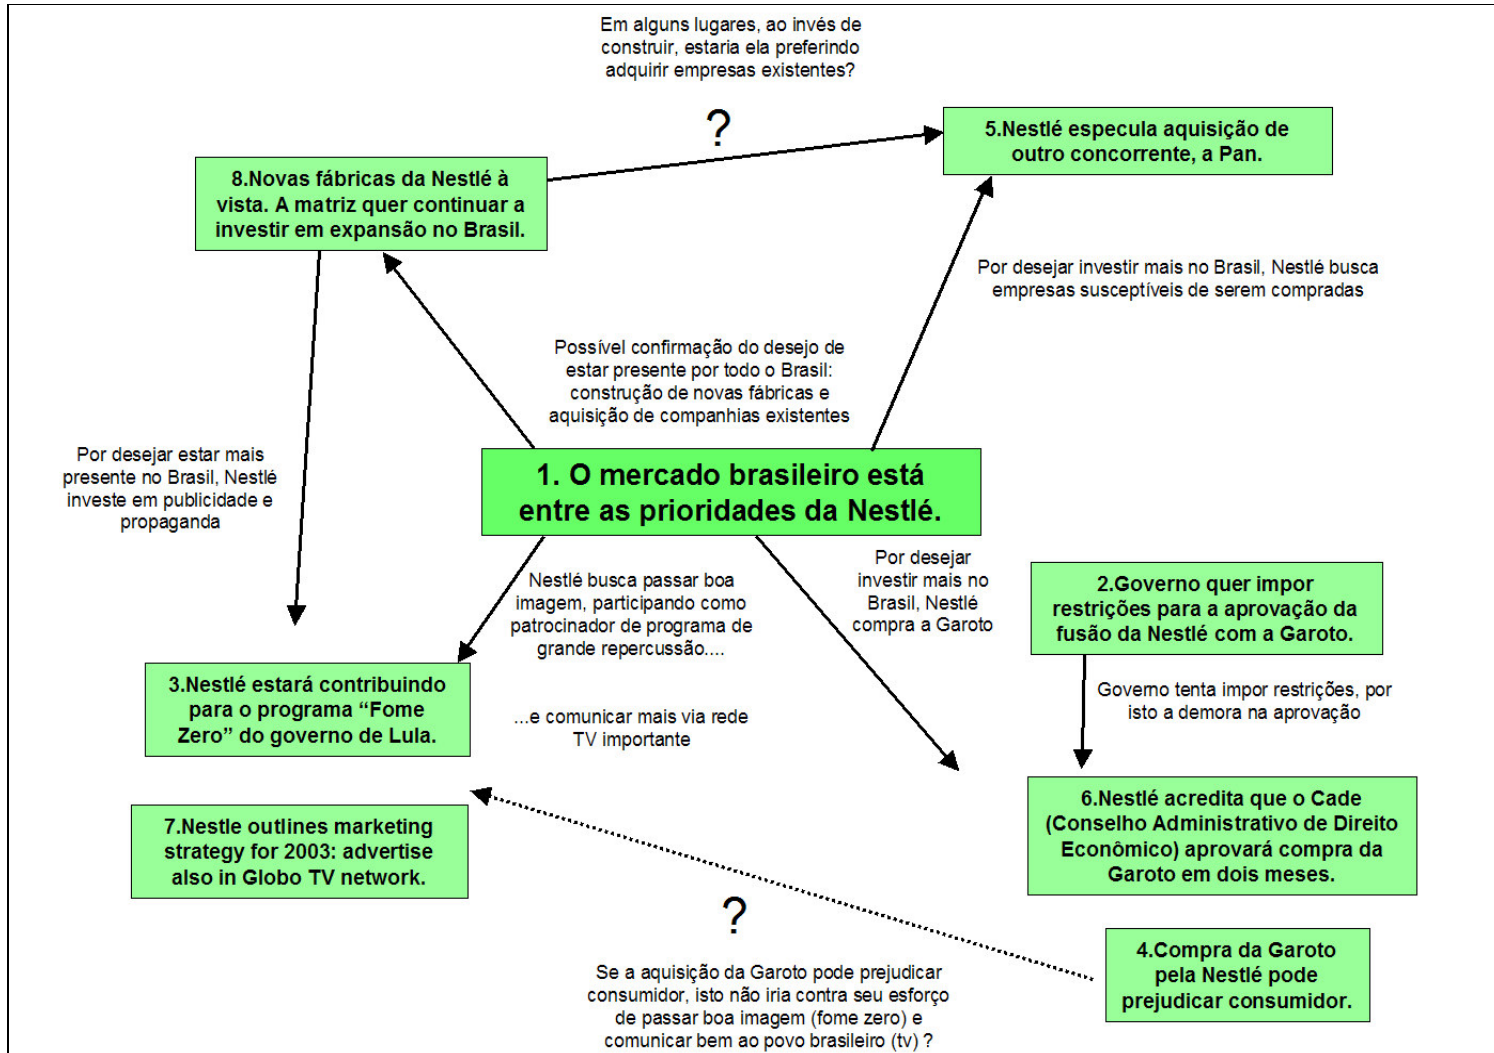 Em alguns lugares, ao invés de
construir, estaria ela preferindo
adquirir empresas existentes?
?
5.Nestlé especula aquisição de
outro concorrente, a Pan.
8.Novas fábricas da Nestlé à
vista. A matriz quer continuar a
investir em expansão no Brasil.
Por desejar investir mais no Brasil, Nestlé busca
empresas susceptíveis de serem compradas
Possível confirmação do desejo de
estar presente por todo o Brasil:
construção de novas fábricas e
aquisição de companhias existentes
Por desejar estar mais
presente no Brasil, Nestlé
investe em publicidade e
propaganda
1. O mercado brasileiro está
entre as prioridades da Nestlé.
Nestlé busca passar boa
imagem, participando como
patrocinador de programa de
grande repercussão....
...e comunicar mais via rede
TV importante
Por desejar
investir mais no
Brasil, Nestlé
compra a Garoto
2.Governo quer impor
restrições para a aprovação da
fusão da Nestlé com a Garoto.
Governo tenta impor restrições, por
isto a demora na aprovação
3.Nestlé estará contribuindo
para o programa “Fome
Zero” do governo de Lula.
7.Nestle outlines marketing
strategy for 2003: advertise
also in Globo TV network.
6.Nestlé acredita que o Cade
(Conselho Administrativo de Direito
Econômico) aprovará compra da
Garoto em dois meses.
4.Compra da Garoto
pela Nestlé pode
prejudicar consumidor.
?
Se a aquisição da Garoto pode prejudicar
consumidor, isto não iria contra seu esforço
de passar boa imagem (fome zero) e
comunicar bem ao povo brasileiro (tv) ?